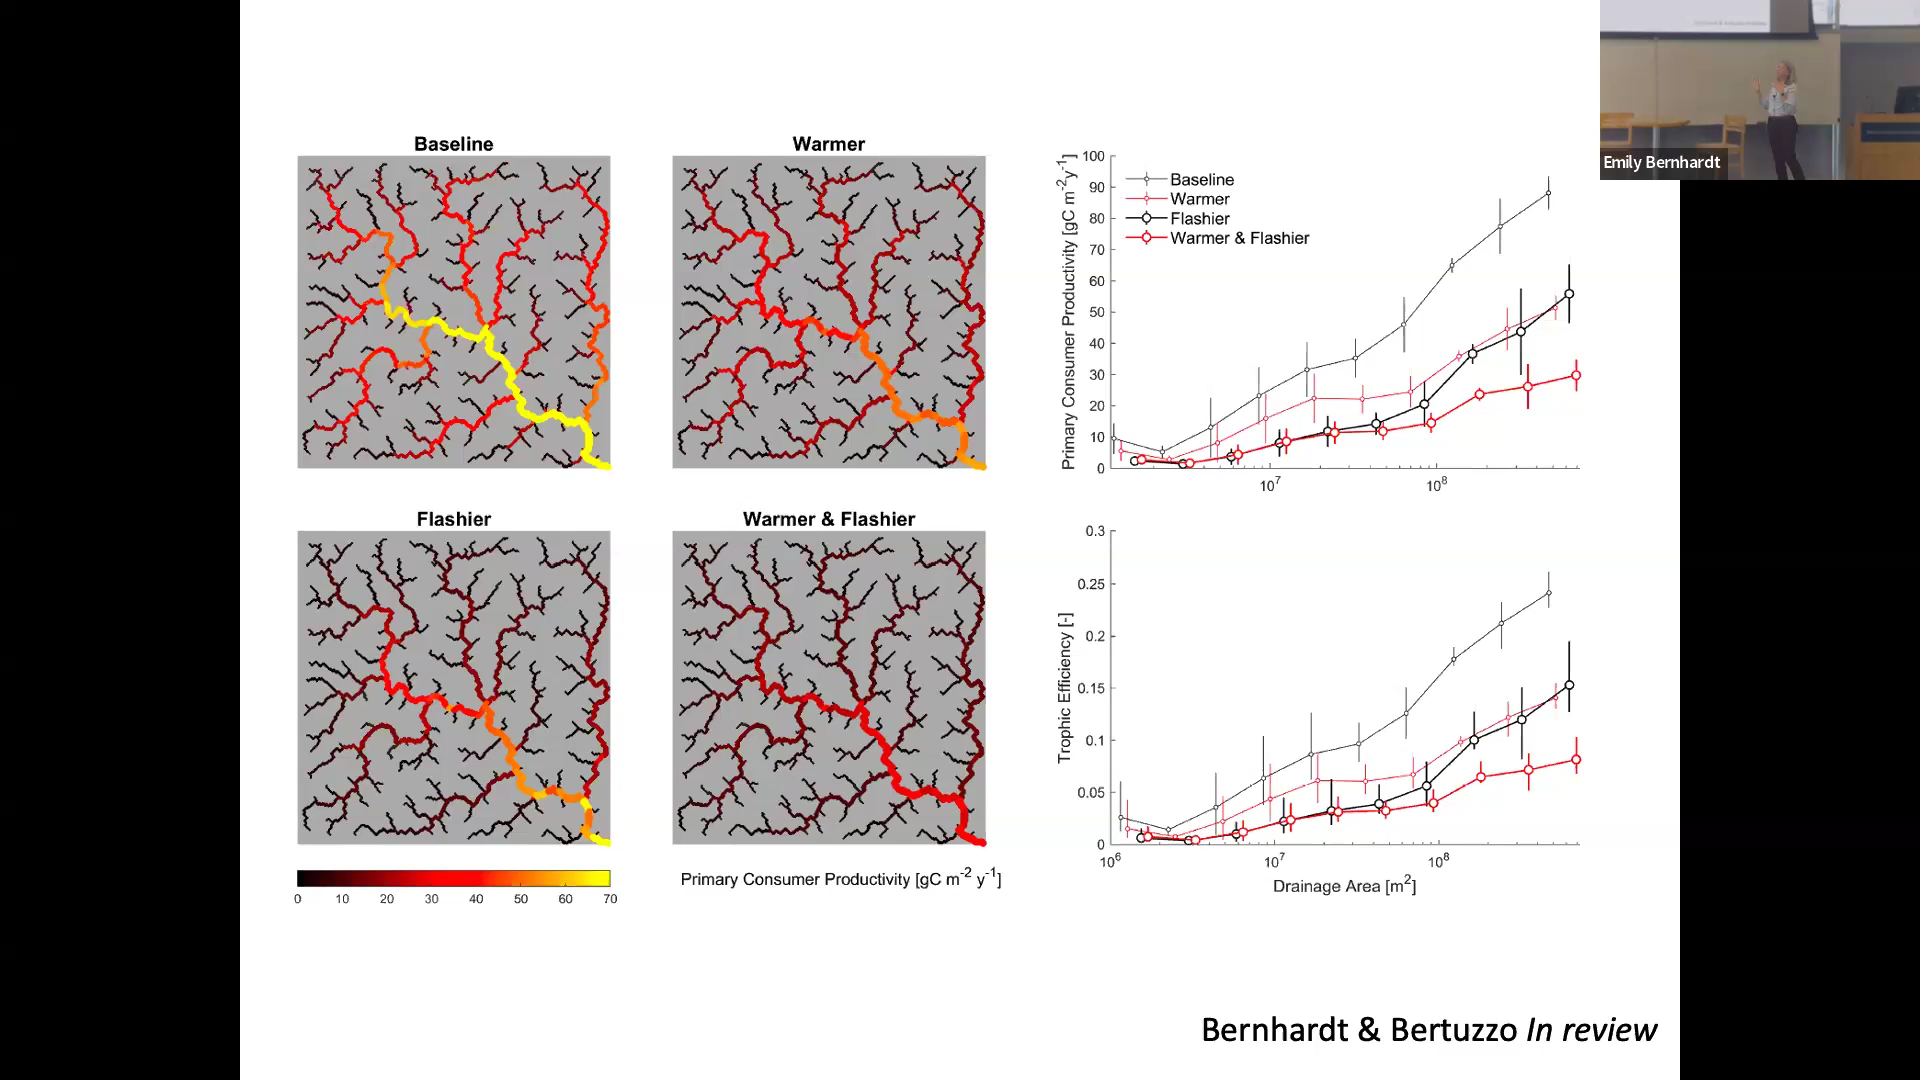 Emily Bernhardt
Baseline
Warmer
Flashier
Warmer & Flashier
0 10 20 30 40 50 60 70
Primary Consumer Productivity [gC m-2 y-1]
Primary Consumer Productivity [gC m-2y-1]
100
90
80
70
60
50
40
30
20
10
0
Baseline
Warmer
Flashier
Warmer & Flashier
10^7 10^8
Trophic Efficiency [-]
0.3
0.25
0.2
0.15
0.1
0.05
0
10^6 10^7 10^8
Drainage Area [m2]
Bernhardt & Bertuzzo In review